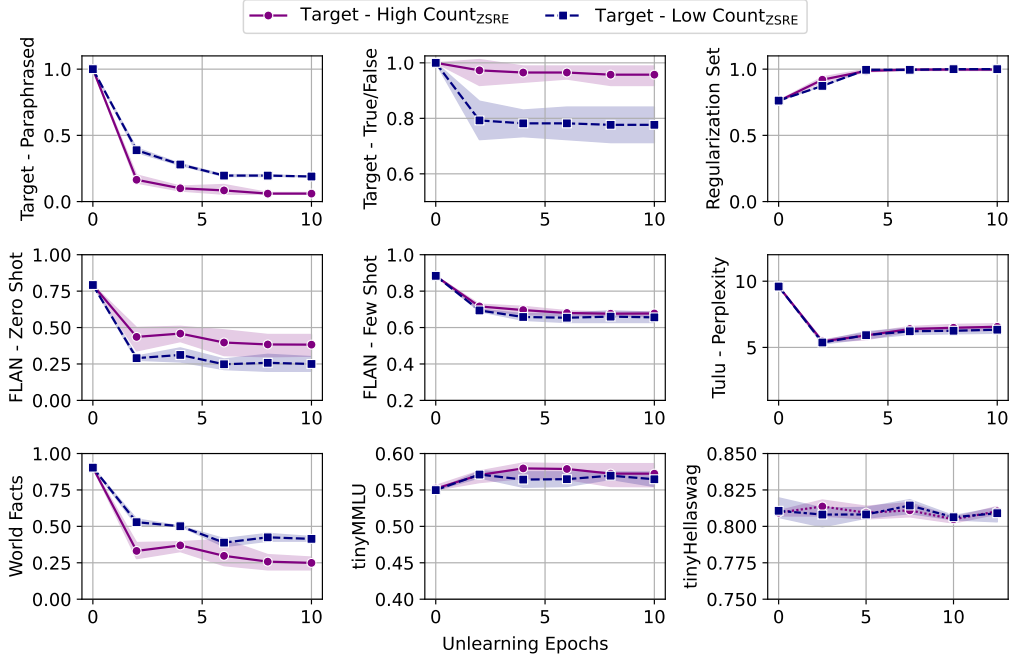 Target - High Count_ZSRE Target - Low Count_ZSRE
Target - Paraphrased
1.0
0.5
0.0
0 5 10
Target - True/False
1.0
0.8
0.6
0 5 10
Regularization Set
1.0
0.5
0.0
0 5 10
FLAN - Zero Shot
1.00
0.75
0.50
0.25
0.00
0 5 10
FLAN - Few Shot
1.0
0.8
0.6
0.4
0.2
0 5 10
Tulu - Perplexity
10
5
0 5 10
World Facts
1.00
0.75
0.50
0.25
0.00
0 5 10
tinyMMLU
0.60
0.55
0.50
0.45
0.40
0 5 10
tinyHellaswag
0.850
0.825
0.800
0.775
0.750
0 5 10
Unlearning Epochs